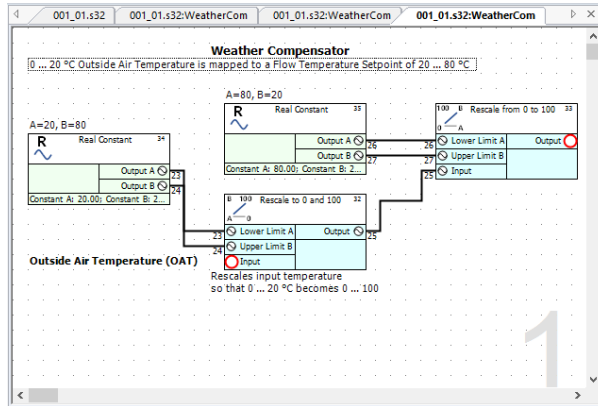 001_01.s32
001_01.s32:WeatherCom
001_01.s32:WeatherCom
001_01.s32:WeatherCom
Weather Compensator
0 ... 20 °C Outside Air Temperature is mapped to a Flow Temperature Setpoint of 20 ... 80 °C
A=80, B=20
R Real Constant 35
Output A 26
Output B 27
Constant A: 80.00; Constant B: 2...
100 B Rescale from 0 to 100 33
0 A
26 Lower Limit A Output
27 Upper Limit B
25 Input
A=20, B=80
R Real Constant 34
Output A 23
Output B 24
Constant A: 20.00; Constant B: 2...
B 100 Rescale to 0 and 100 32
A 0
23 Lower Limit A Output 25
24 Upper Limit B
Input
Outside Air Temperature (OAT)
Rescales input temperature
so that 0 ... 20 °C becomes 0 ... 100
1